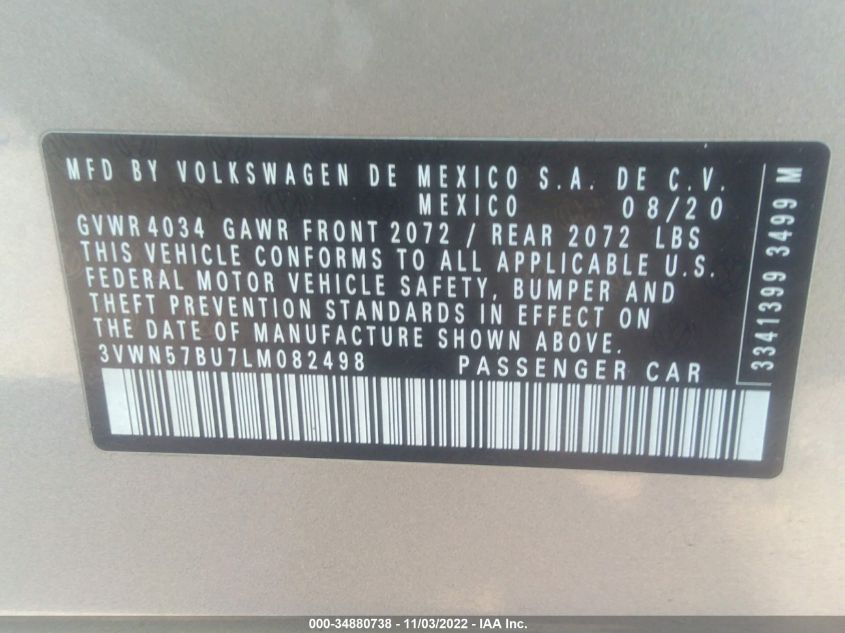 MFD BY VOLKSWAGEN DE MEXICO S.A. DE C.V.
MEXICO 08/20
GVWR 4034 GAWR FRONT 2072 / REAR 2072 LBS
THIS VEHICLE CONFORMS TO ALL APPLICABLE U.S.
FEDERAL MOTOR VEHICLE SAFETY, BUMPER AND
THEFT PREVENTION STANDARDS IN EFFECT ON
THE DATE OF MANUFACTURE SHOWN ABOVE.
3VWN57BU7LM082498 PASSENGER CAR
3341399 3499 M
000-34880738 - 11/03/2022 - IAA Inc.